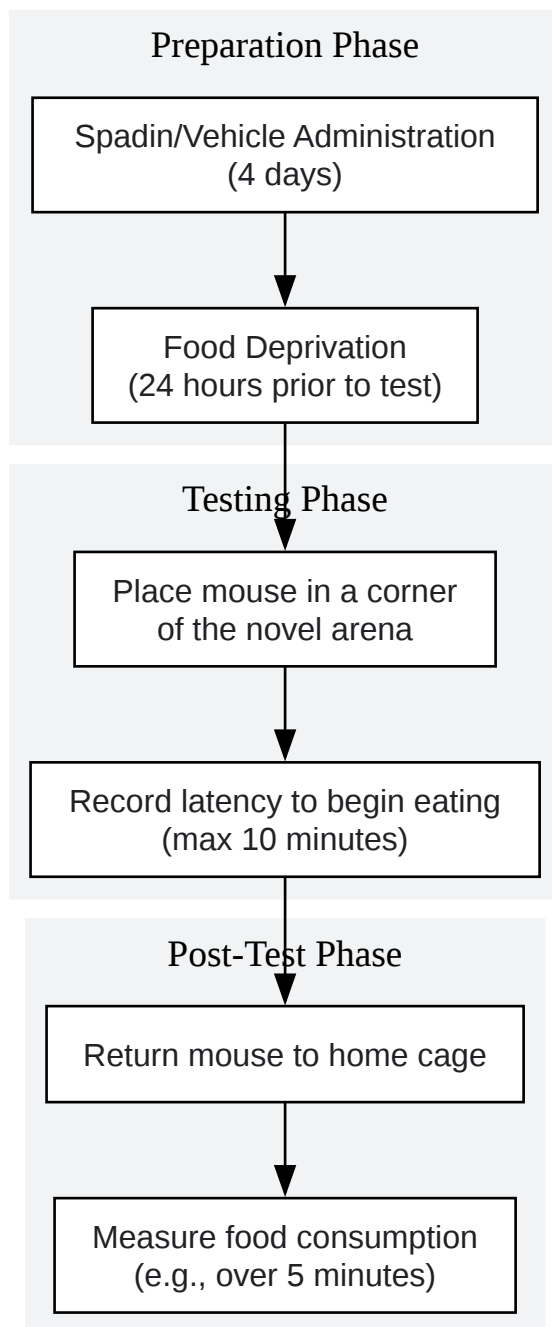 Preparation Phase
Spadin/Vehicle Administration
(4 days)
Food Deprivation
(24 hours prior to test)
Testing Phase
Place mouse in a corner
of the novel arena
Record latency to begin eating
(max 10 minutes)
Post-Test Phase
Return mouse to home cage
Measure food consumption
(e.g., over 5 minutes)